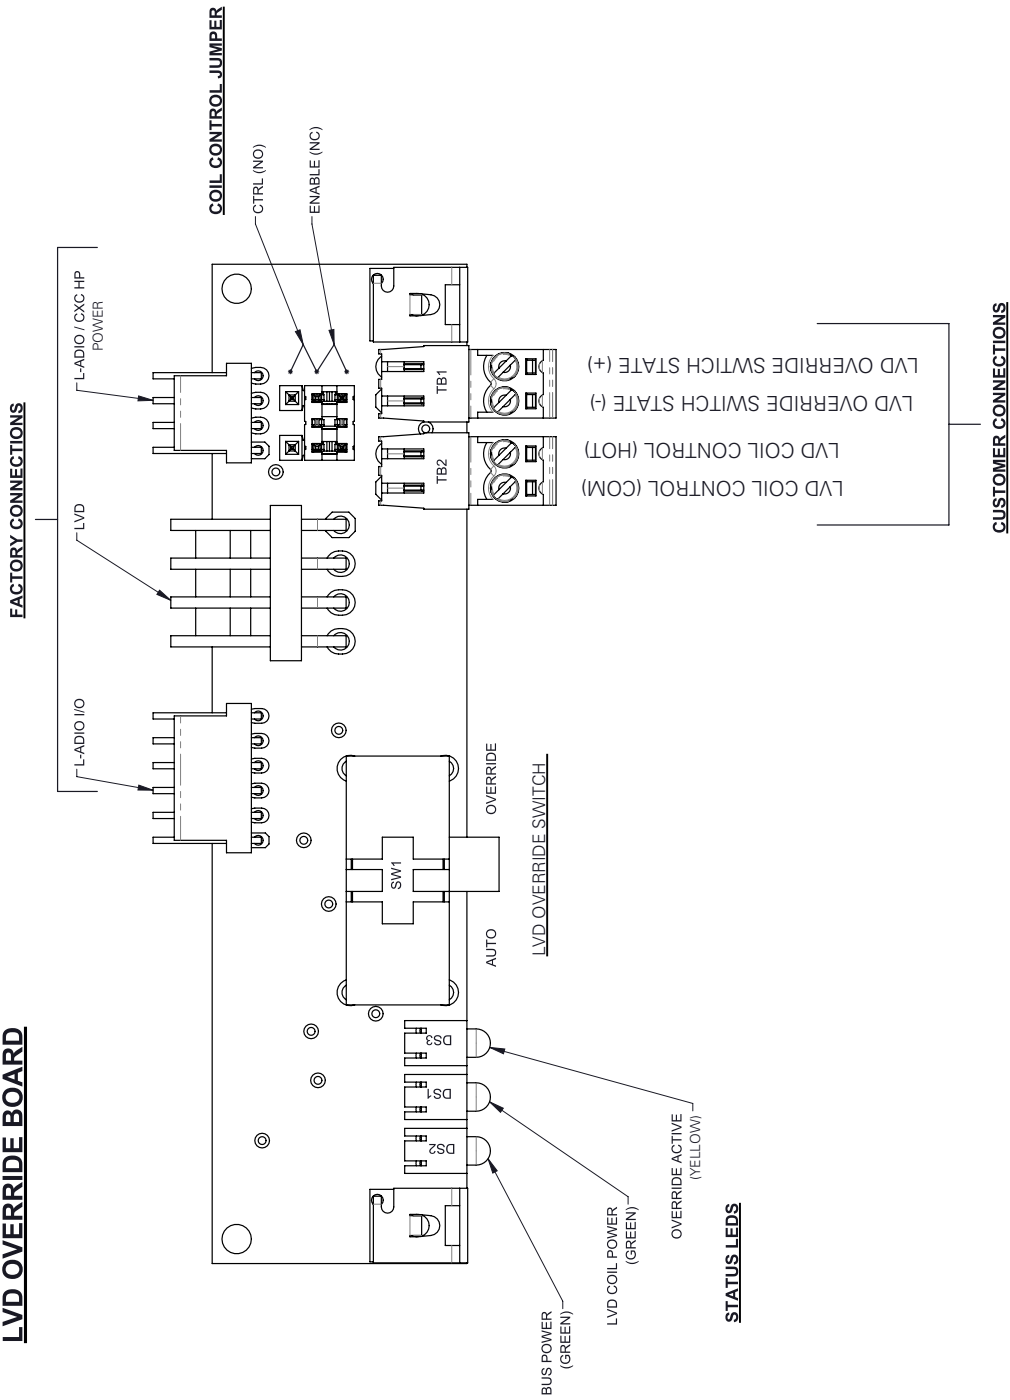 LVD OVERRIDE BOARD
FACTORY CONNECTIONS
L-ADIO I/O
LVD
L-ADIO / CXC HP
POWER
COIL CONTROL JUMPER
CTRL (NO)
ENABLE (NC)
SW1
AUTO
OVERRIDE
LVD OVERRIDE SWITCH
DS2
DS1
DS3
TB2
TB1
BUS POWER
(GREEN)
LVD COIL POWER
(GREEN)
OVERRIDE ACTIVE
(YELLOW)
STATUS LEDS
LVD OVERRIDE SWITCH STATE (+)
LVD OVERRIDE SWITCH STATE (-)
LVD COIL CONTROL (HOT)
LVD COIL CONTROL (COM)
CUSTOMER CONNECTIONS